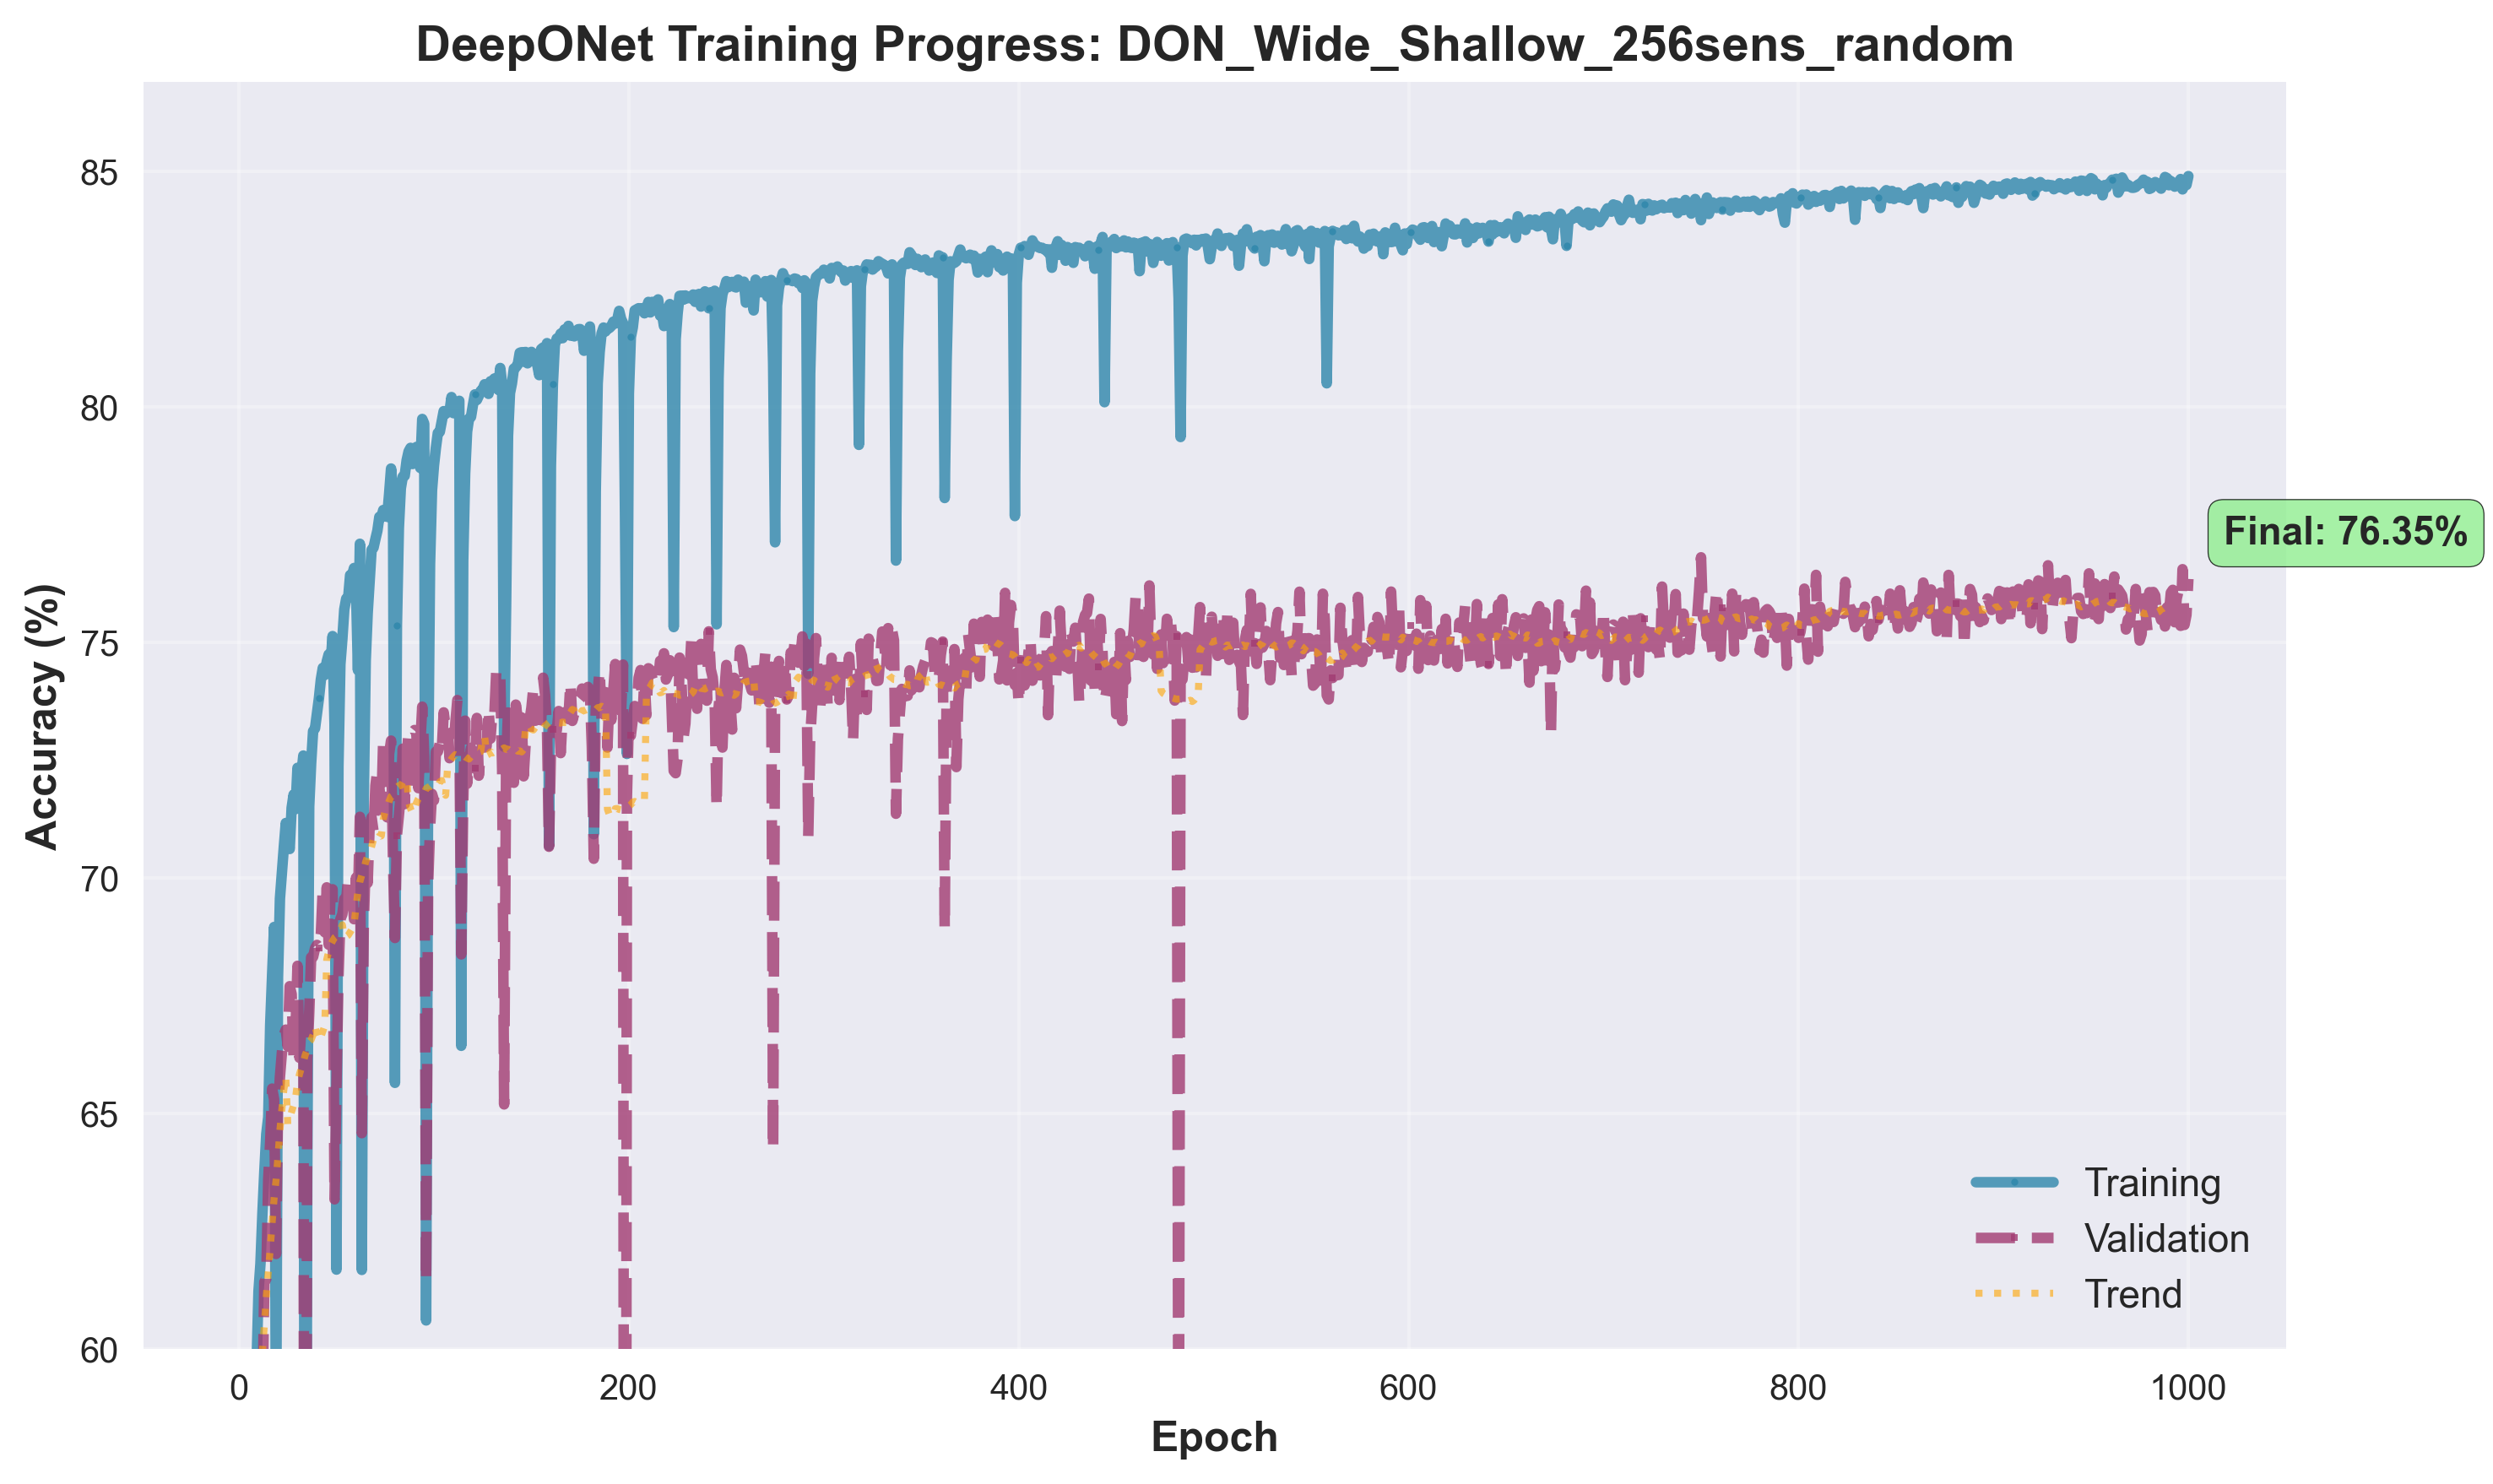 DeepONet Training Progress: DON_Wide_Shallow_256sens_random
Accuracy (%)
85
80
75
70
65
60
Final: 76.35%
Training
Validation
Trend
0 200 400 600 800 1000
Epoch